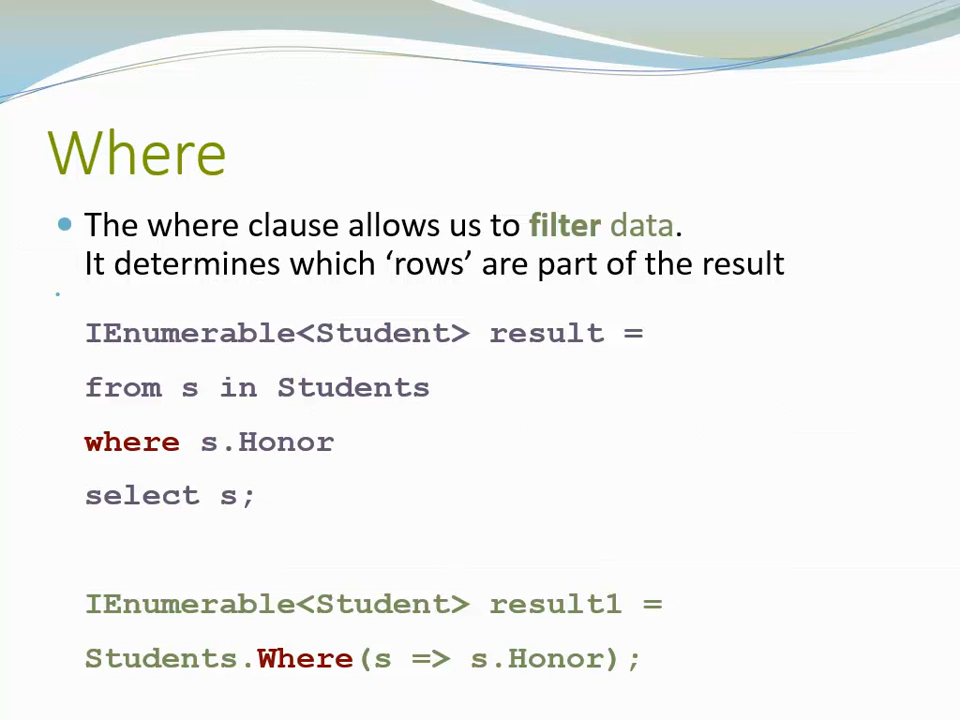 Where
The where clause allows us to filter data.
It determines which ‘rows’ are part of the result
IEnumerable<Student> result =
from s in Students
where s.Honor
select s;
IEnumerable<Student> result1 =
Students.Where(s => s.Honor);